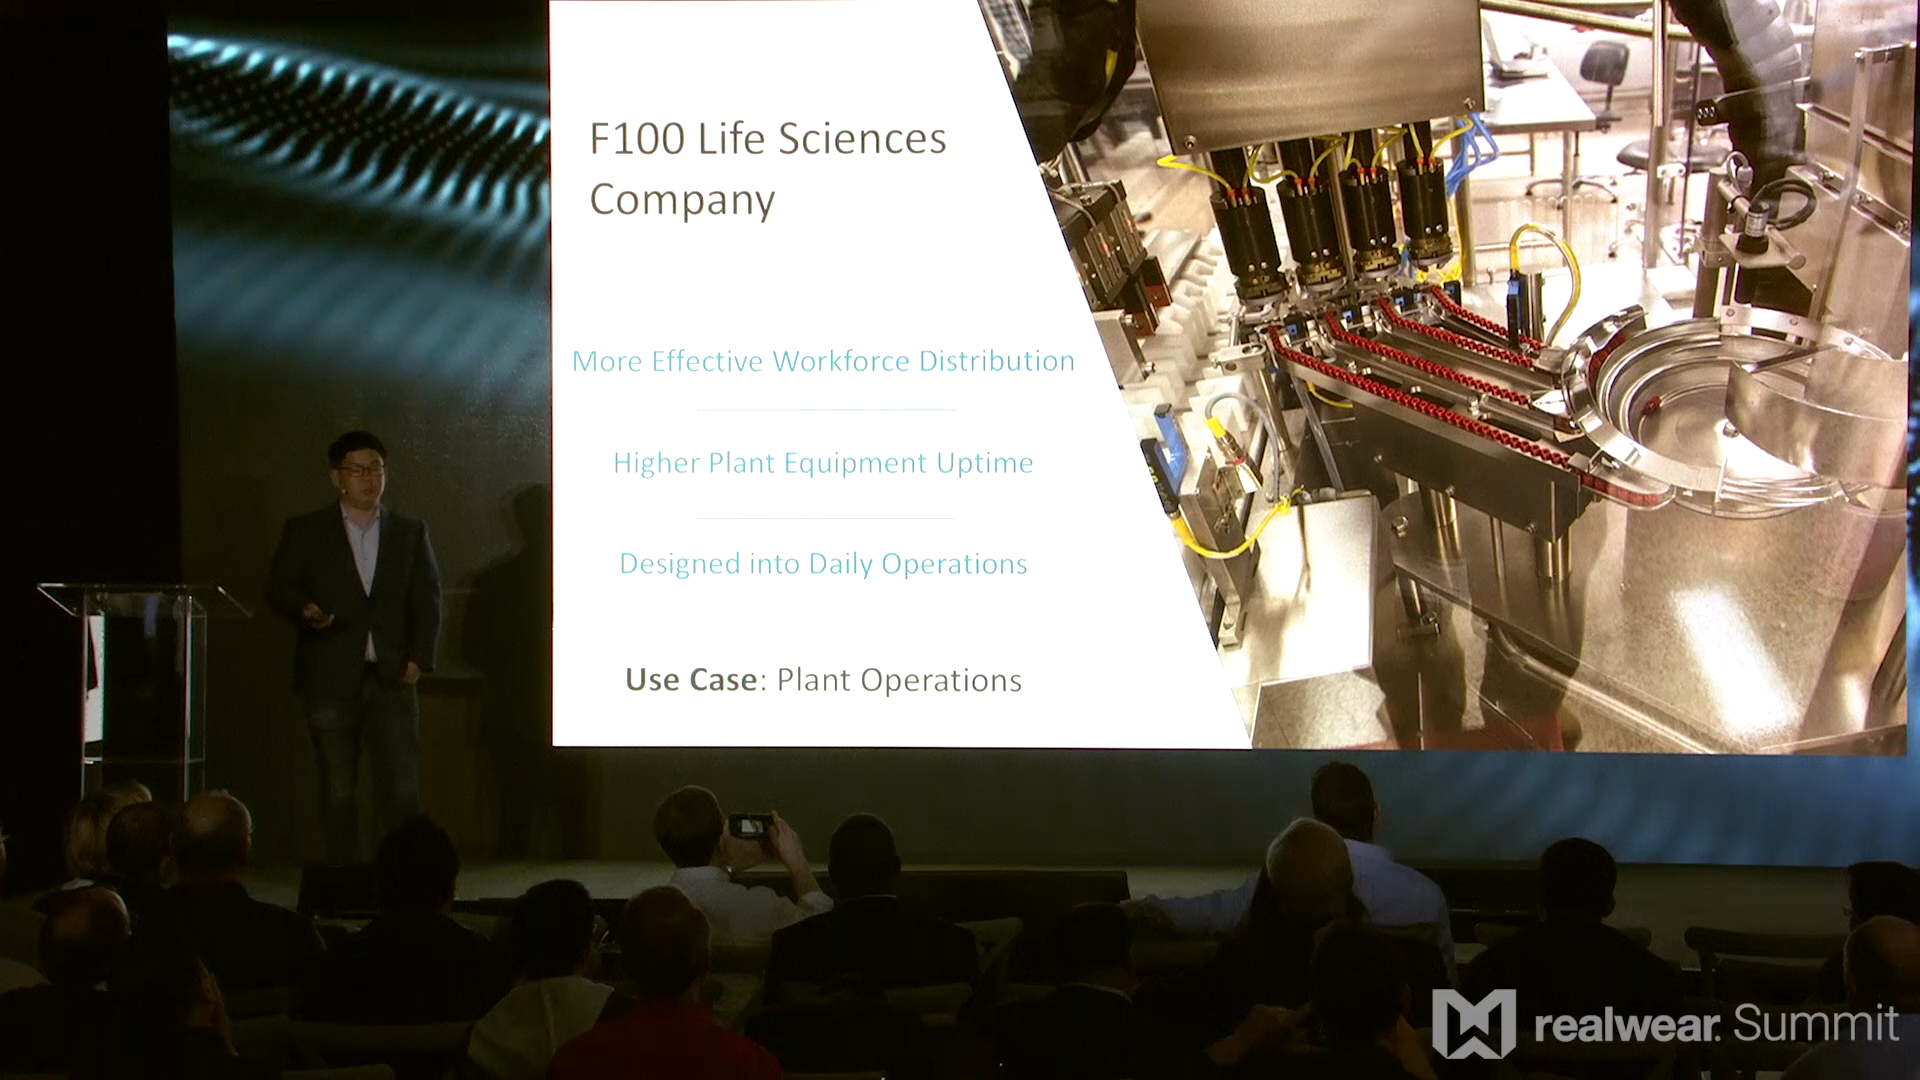 F100 Life Sciences
Company
More Effective Workforce Distribution
Higher Plant Equipment Uptime
Designed into Daily Operations
Use Case: Plant Operations
realwear. Summit